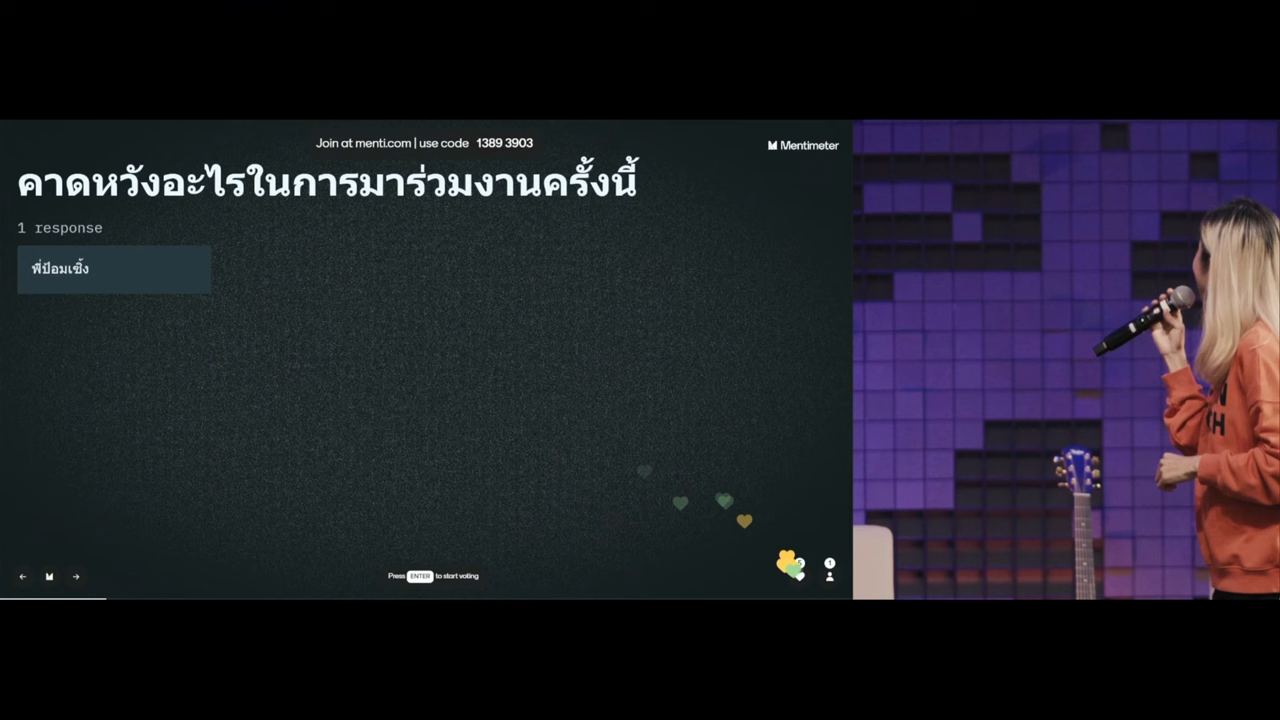 Join at menti.com | use code 1389 3903
Mentimeter
คาดหวังอะไรในการมาร่วมงานครั้งนี้
1 response
พี่ป้อมเซิ้ง
Press ENTER to start voting
5
1